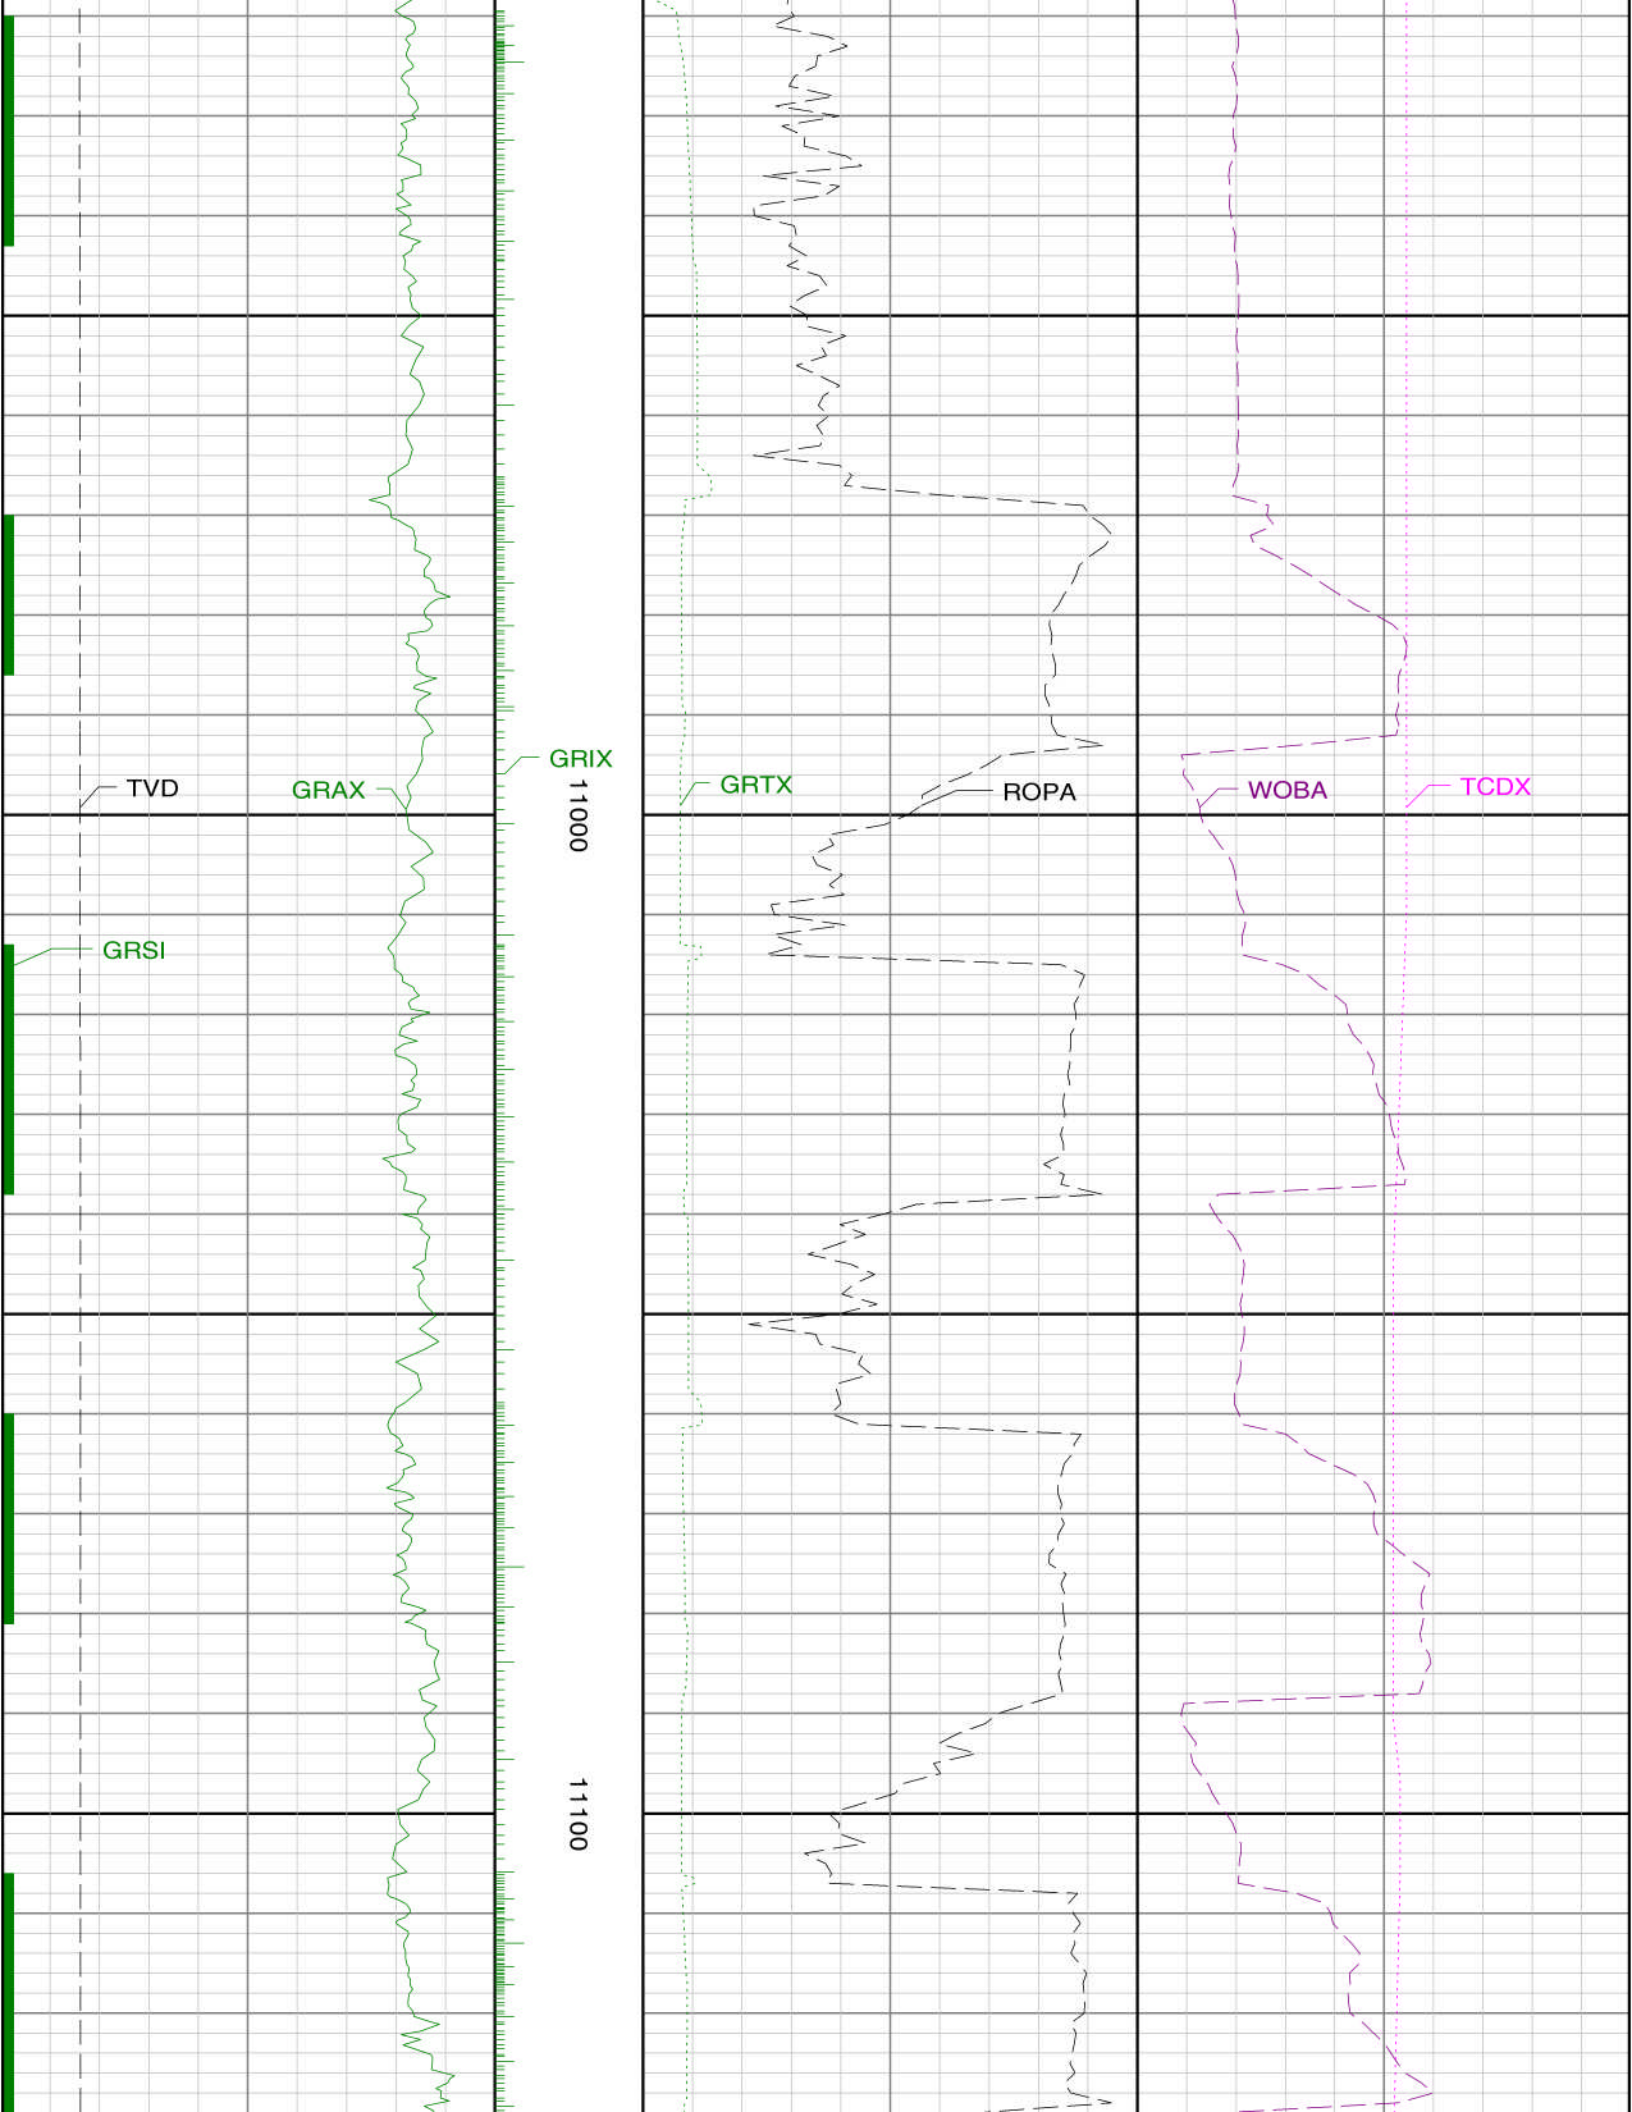 GRIX
TVD
GRAX
11000
GRTX
ROPA
WOBA
TCDX
GRSI
11100